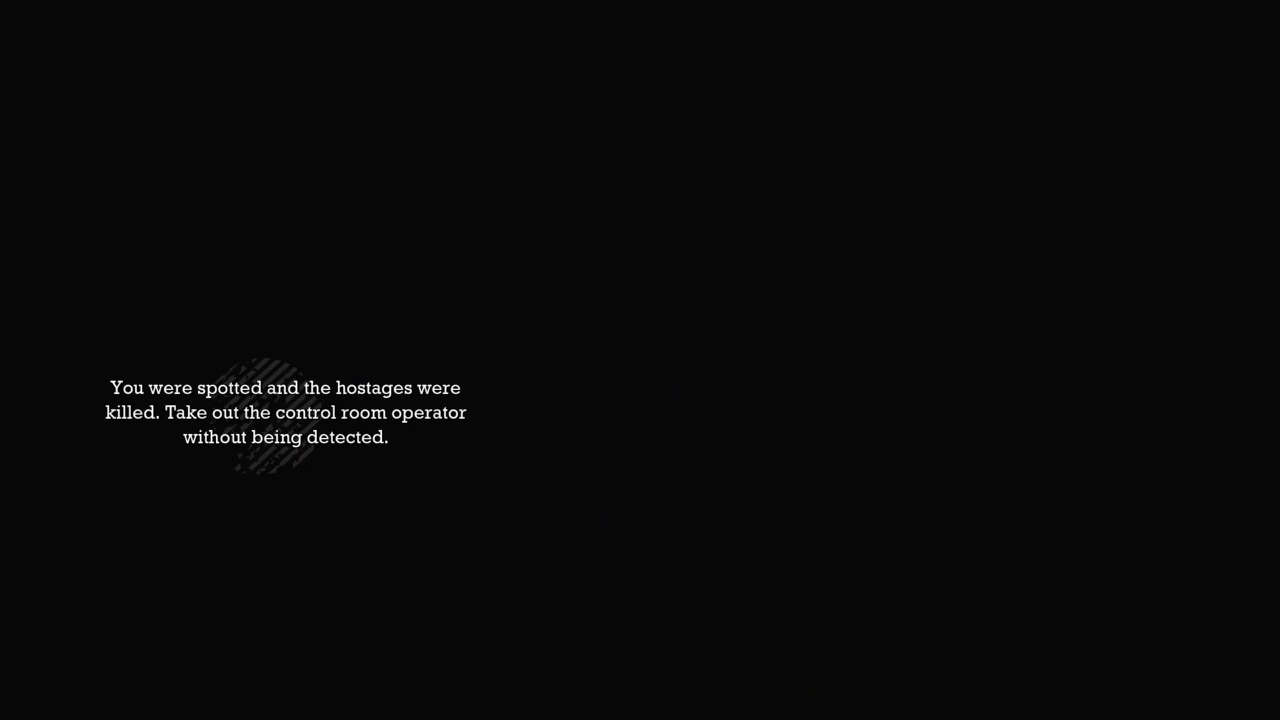 You were spotted and the hostages were
killed. Take out the control room operator
without being detected.